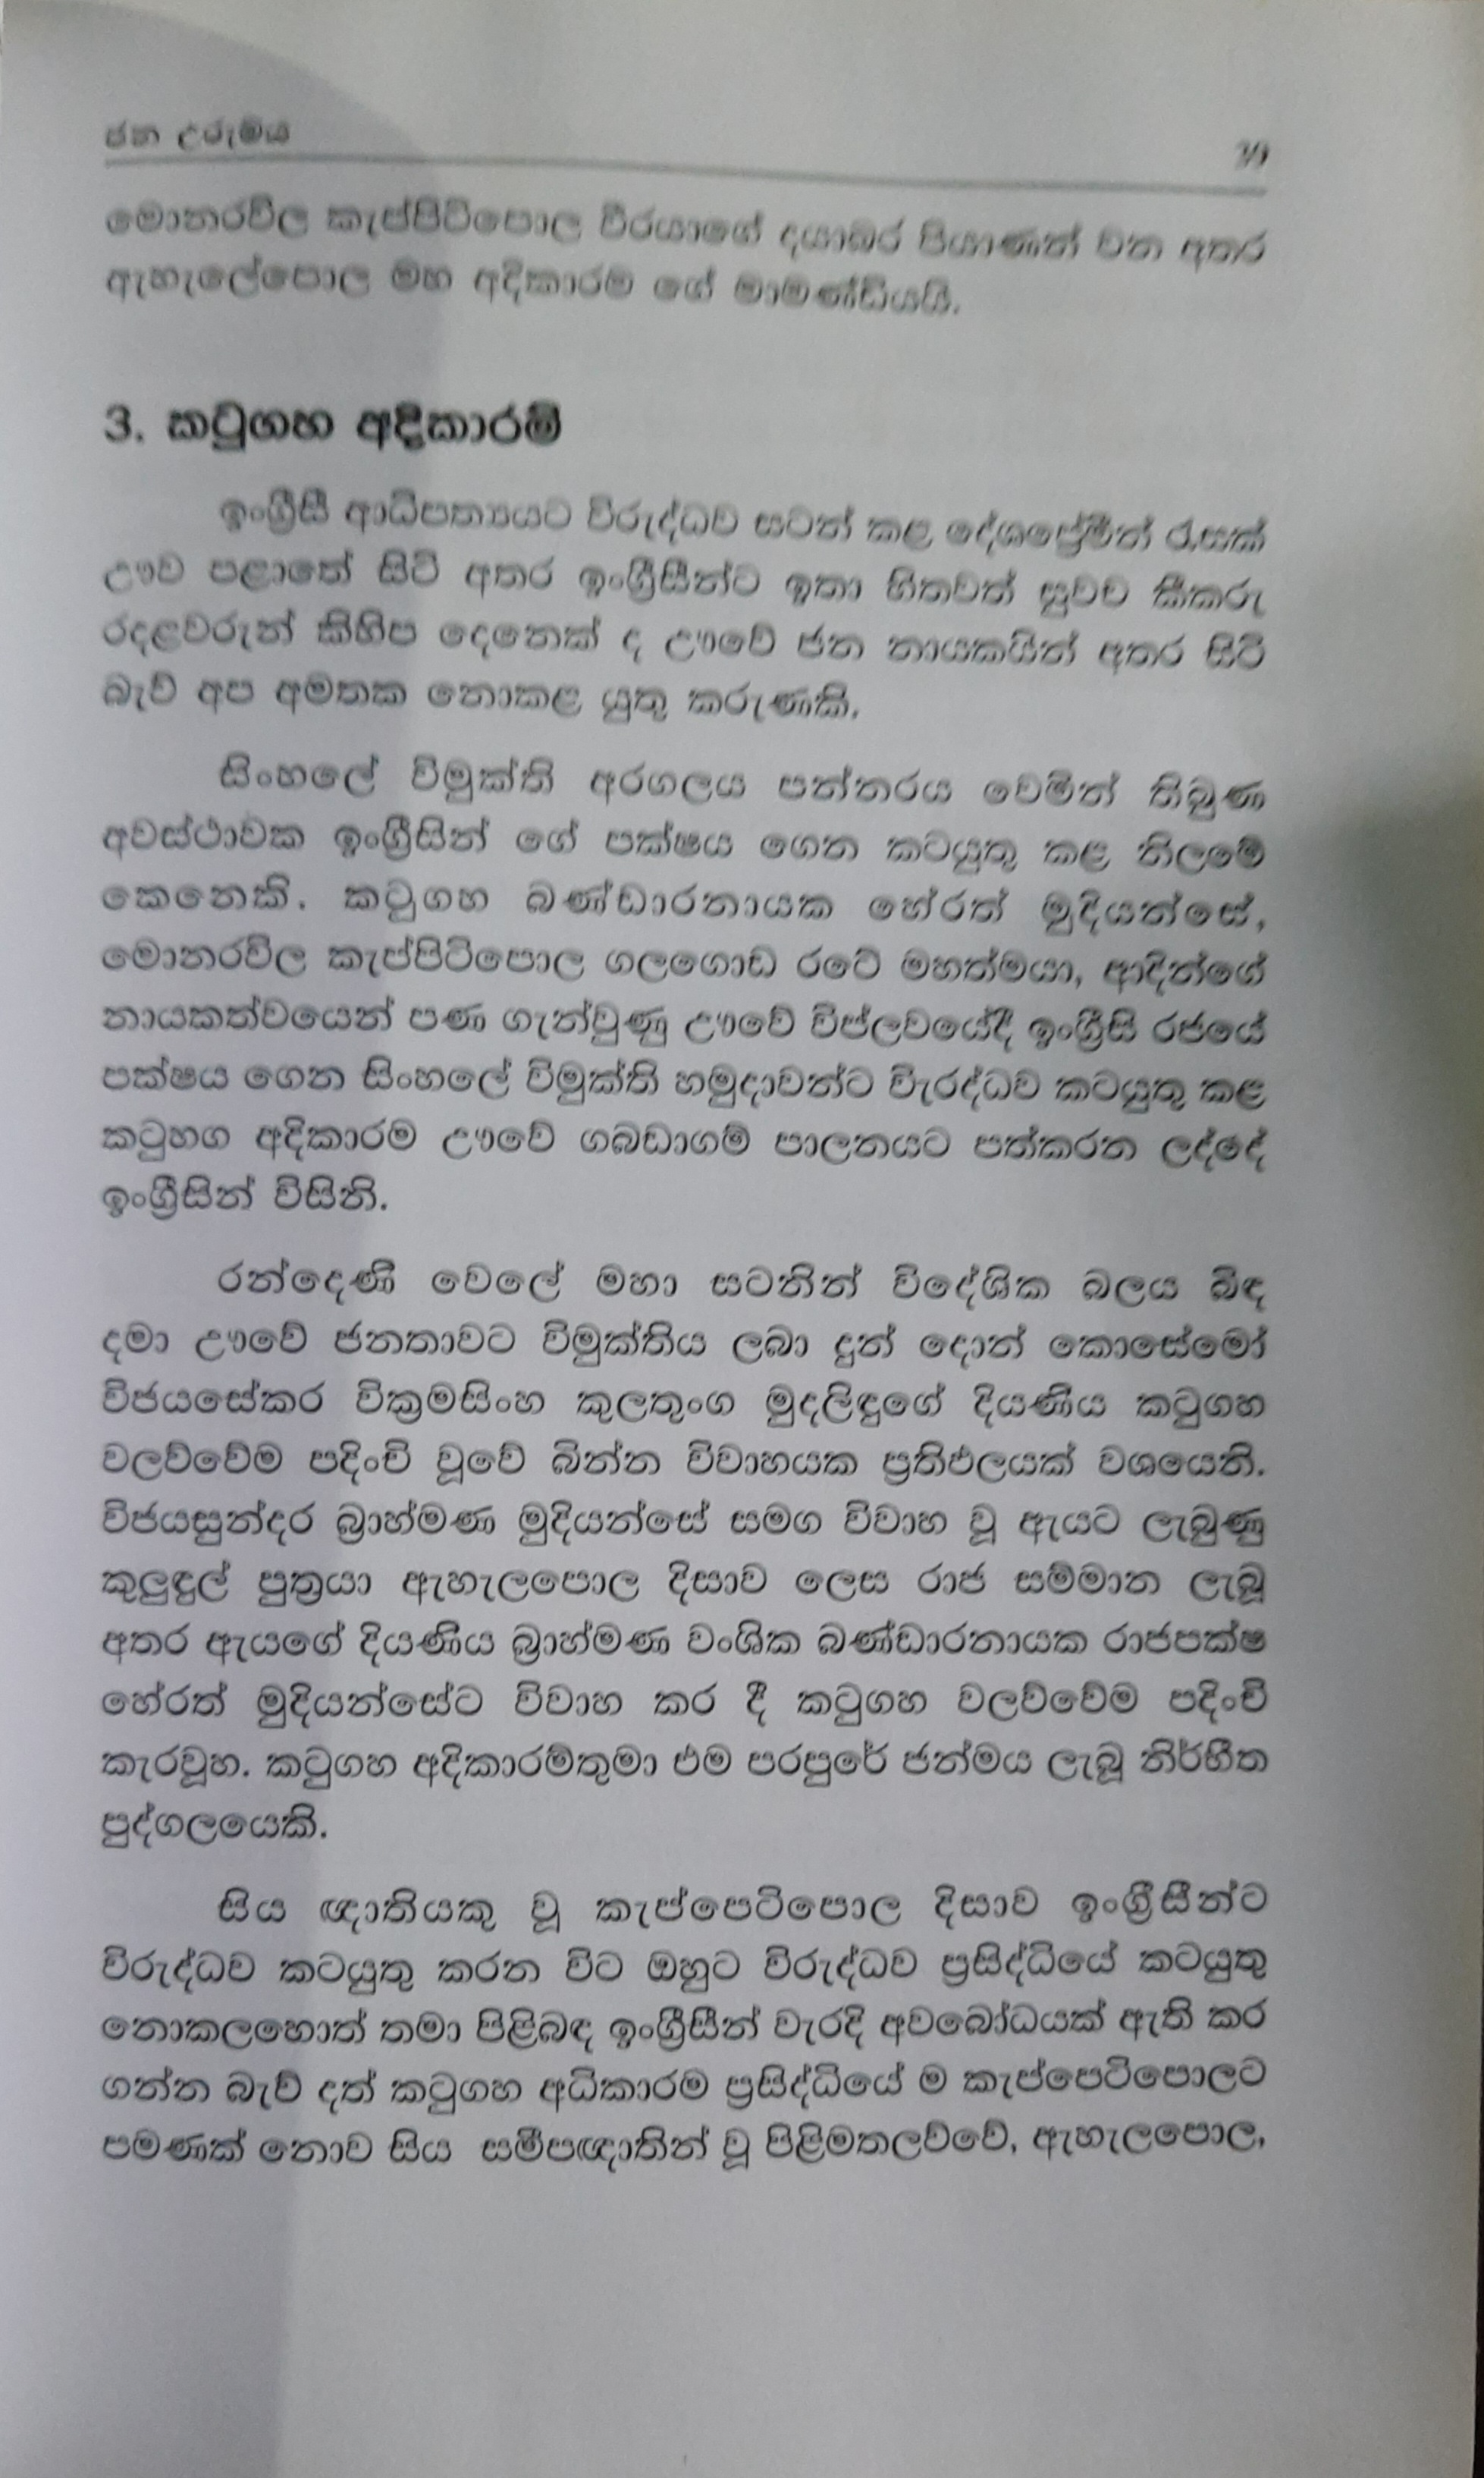 ජන උරුමය
මොනරවිල කැප්පිටිපොල වීරයාගේ දයාබර පියාණන් වන අතර
ඇහැලේපොල මහ අදිකාරම ගේ මාමණ්ඩියයි.
3. කටුගහ අදිකාරම්
ඉංග්‍රීසි ආධිපත්‍යයට විරුද්ධව සටන් කළ දේශප්‍රේමීන් රැසක්
ඌව පළාතේ සිටි අතර ඉංග්‍රීසීන්ට ඉතා හිතවත් සුවච කීකරු
රදළවරුන් කිහිප දෙනෙක් ද ඌවේ ජන නායකයින් අතර සිටි
බැව් අප අමතක නොකළ යුතු කරුණකි.
සිංහලේ විමුක්ති අරගලය පන්නරය වෙමින් තිබුණ
අවස්ථාවක ඉංග්‍රීසින් ගේ පක්ෂය ගෙන කටයුතු කළ නිලමේ
කෙනෙකි. කටුගහ බණ්ඩාරනායක හේරත් මුදියන්සේ,
මොනරවිල කැප්පිටිපොල ගලගොඩ රටේ මහත්මයා, ආදින්ගේ
නායකත්වයෙන් පණ ගැන්වුණු ඌවේ විප්ලවයේදී ඉංග්‍රීසි රජයේ
පක්ෂය ගෙන සිංහලේ විමුක්ති හමුදාවන්ට විැරද්ධව කටයුතු කළ
කටුහග අදිකාරම ඌවේ ගබඩාගම් පාලනයට පත්කරන ලද්දේ
ඉංග්‍රීසින් විසිනි.
රන්දෙණි වෙලේ මහා සටනින් විදේශික බලය බිඳ
දමා ඌවේ ජනතාවට විමුක්තිය ලබා දුන් දොන් කොසේමෝ
විජයසේකර වික්‍රමසිංහ කුලතුංග මුදලිඳුගේ දියණිය කටුගහ
වලව්වේම පදිංචි වූවේ බින්න විවාහයක ප්‍රතිඵලයක් වශයෙනි.
විජයසුන්දර බ්‍රාහ්මණ මුදියන්සේ සමග විවාහ වූ ඇයට ලැබුණු
කුලුඳුල් පුත්‍රයා ඇහැලපොල දිසාව ලෙස රාජ සම්මාන ලැබූ
අතර ඇයගේ දියණිය බ්‍රාහ්මණ වංශික බණ්ඩාරනායක රාජපක්ෂ
හේරත් මුදියන්සේට විවාහ කර දී කටුගහ වලව්වේම පදිංචි
කැරවූහ. කටුගහ අදිකාරම්තුමා එම පරපුරේ ජන්මය ලැබූ නිර්භීත
පුද්ගලයෙකි.
සිය ඥාතියකු වූ කැප්පෙටිපොල දිසාව ඉංග්‍රීසීන්ට
විරුද්ධව කටයුතු කරන විට ඔහුට විරුද්ධව ප්‍රසිද්ධියේ කටයුතු
නොකලහොත් තමා පිළිබඳ ඉංග්‍රීසීන් වැරදි අවබෝධයක් ඇති කර
ගන්න බැව් දත් කටුගහ අධිකාරම ප්‍රසිද්ධියේ ම කැප්පෙටිපොලට
පමණක් නොව සිය සමීපඥාතින් වූ පිළිමතලව්වේ, ඇහැලපොල,